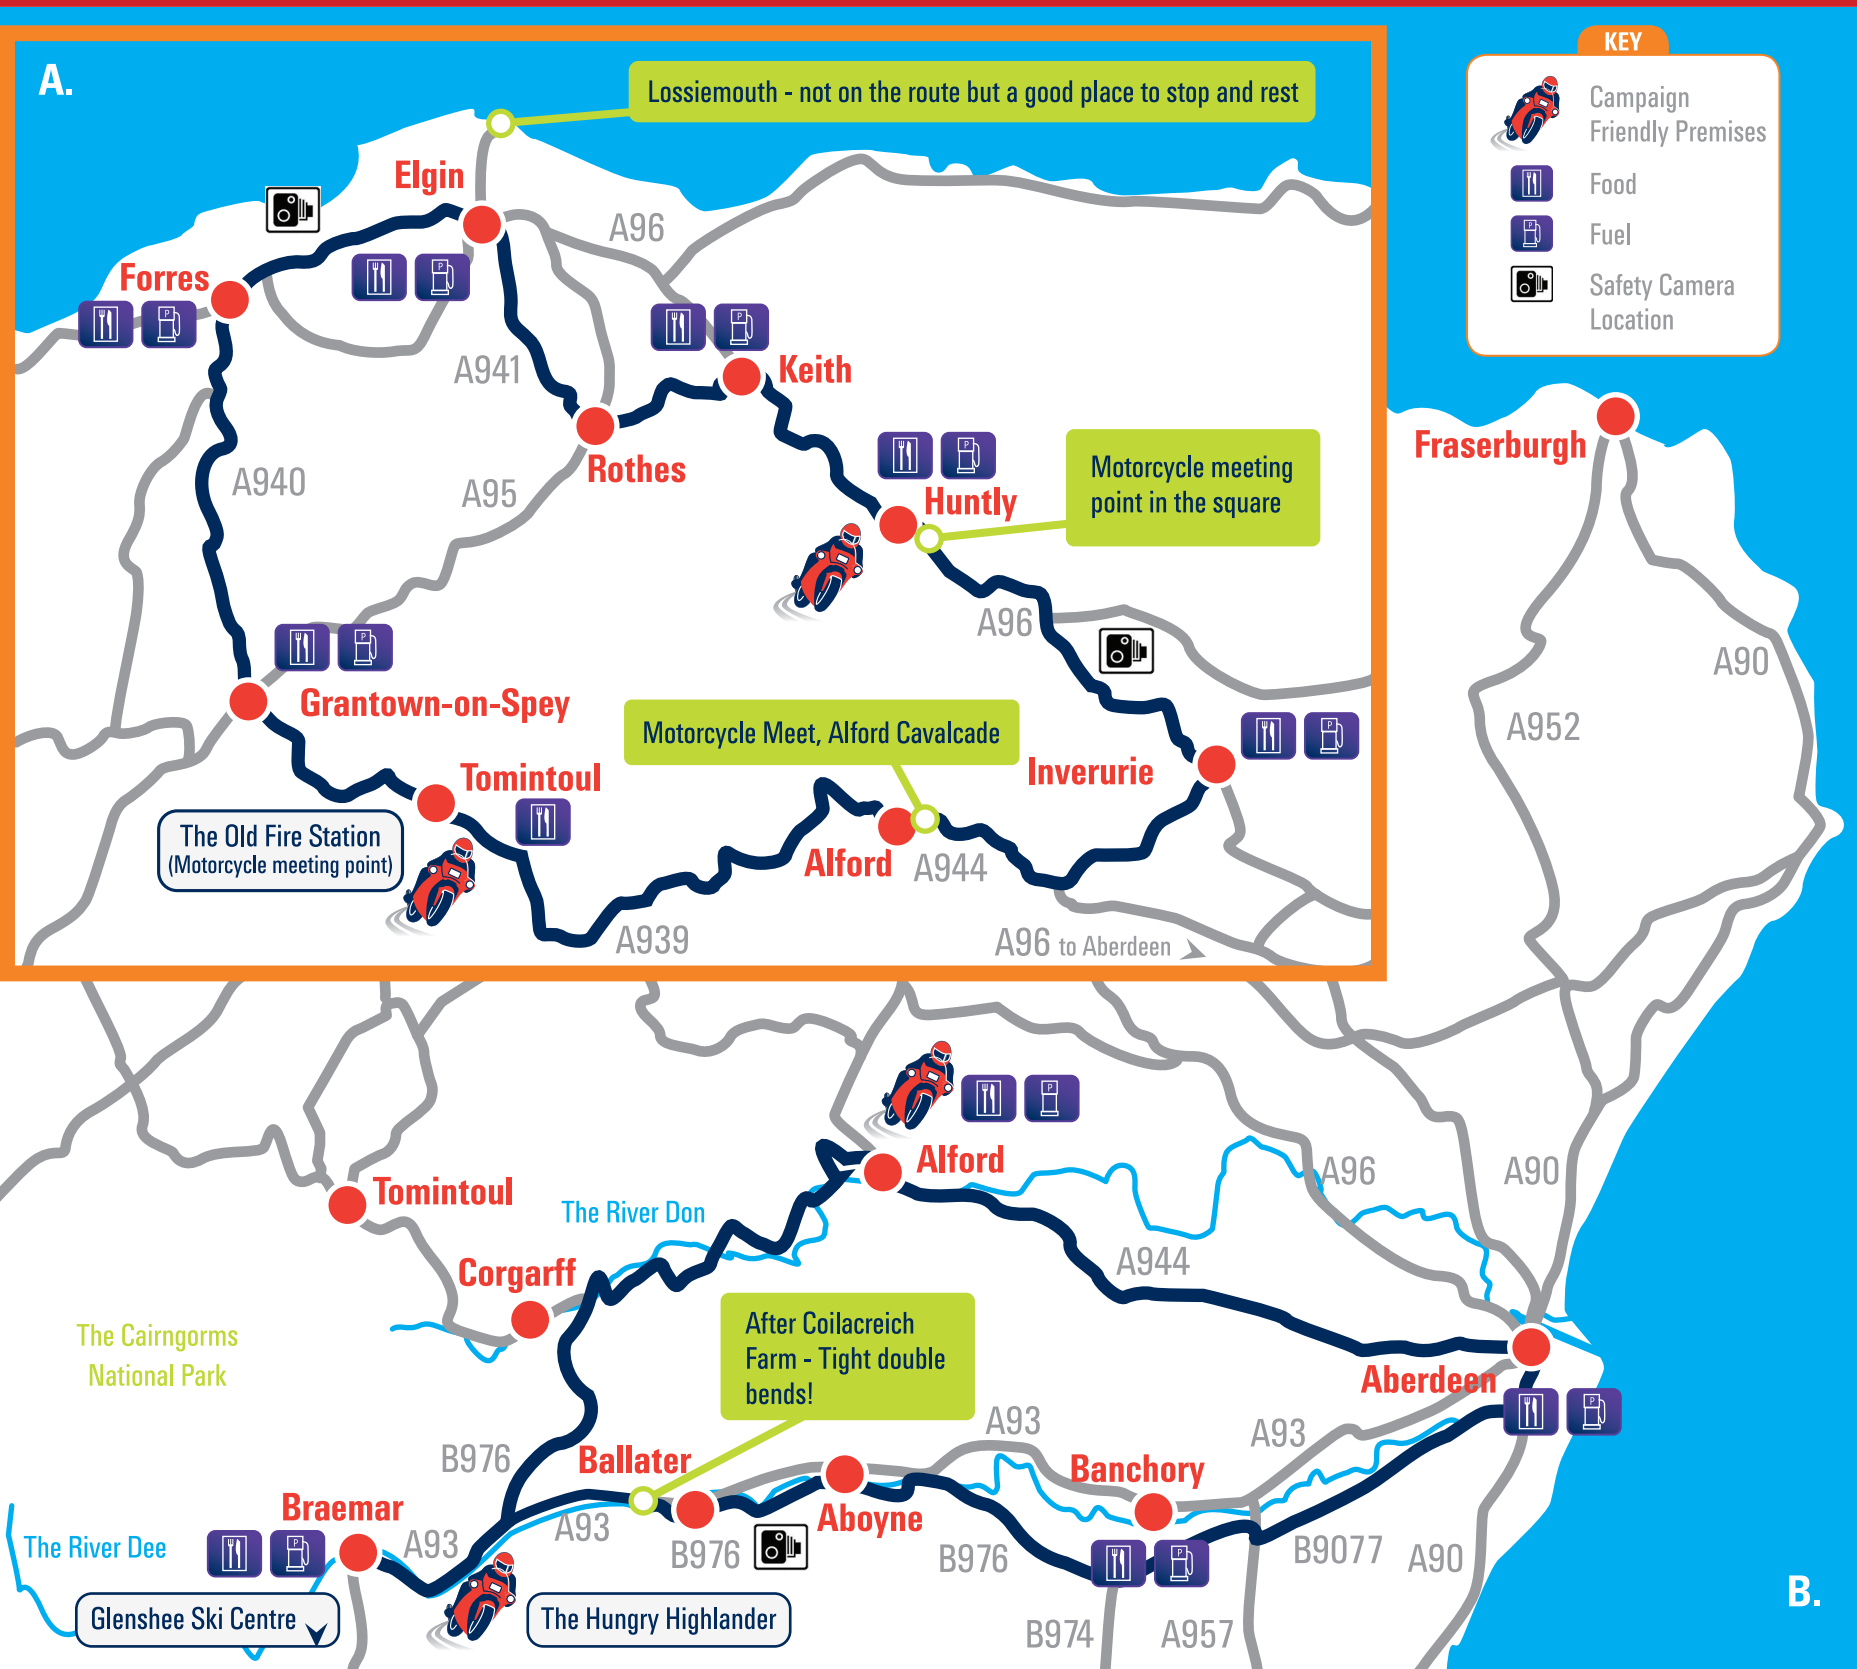 A.
Lossiemouth - not on the route but a good place to stop and rest
KEY
Campaign
Friendly Premises
Food
Fuel
Safety Camera
Location
Elgin
A96
Forres
A941
Keith
Fraserburgh
A940
A95
Rothes
Huntly
Motorcycle meeting
point in the square
A96
A90
Grantown-on-Spey
Motorcycle Meet, Alford Cavalcade
A952
Tomintoul
Inverurie
The Old Fire Station
(Motorcycle meeting point)
Alford
A944
A939
A96 to Aberdeen
Alford
Tomintoul
A96
A90
The River Don
Corgarff
A944
The Cairngorms
National Park
After Coilacreich
Farm - Tight double
bends!
Aberdeen
A93
A93
B976
Ballater
Banchory
Braemar
Aboyne
A93
A93
The River Dee
B976
B976
B9077
A90
Glenshee Ski Centre
The Hungry Highlander
B974
A957
B.
P
P
P
P
P
P
P
P
P
P
P